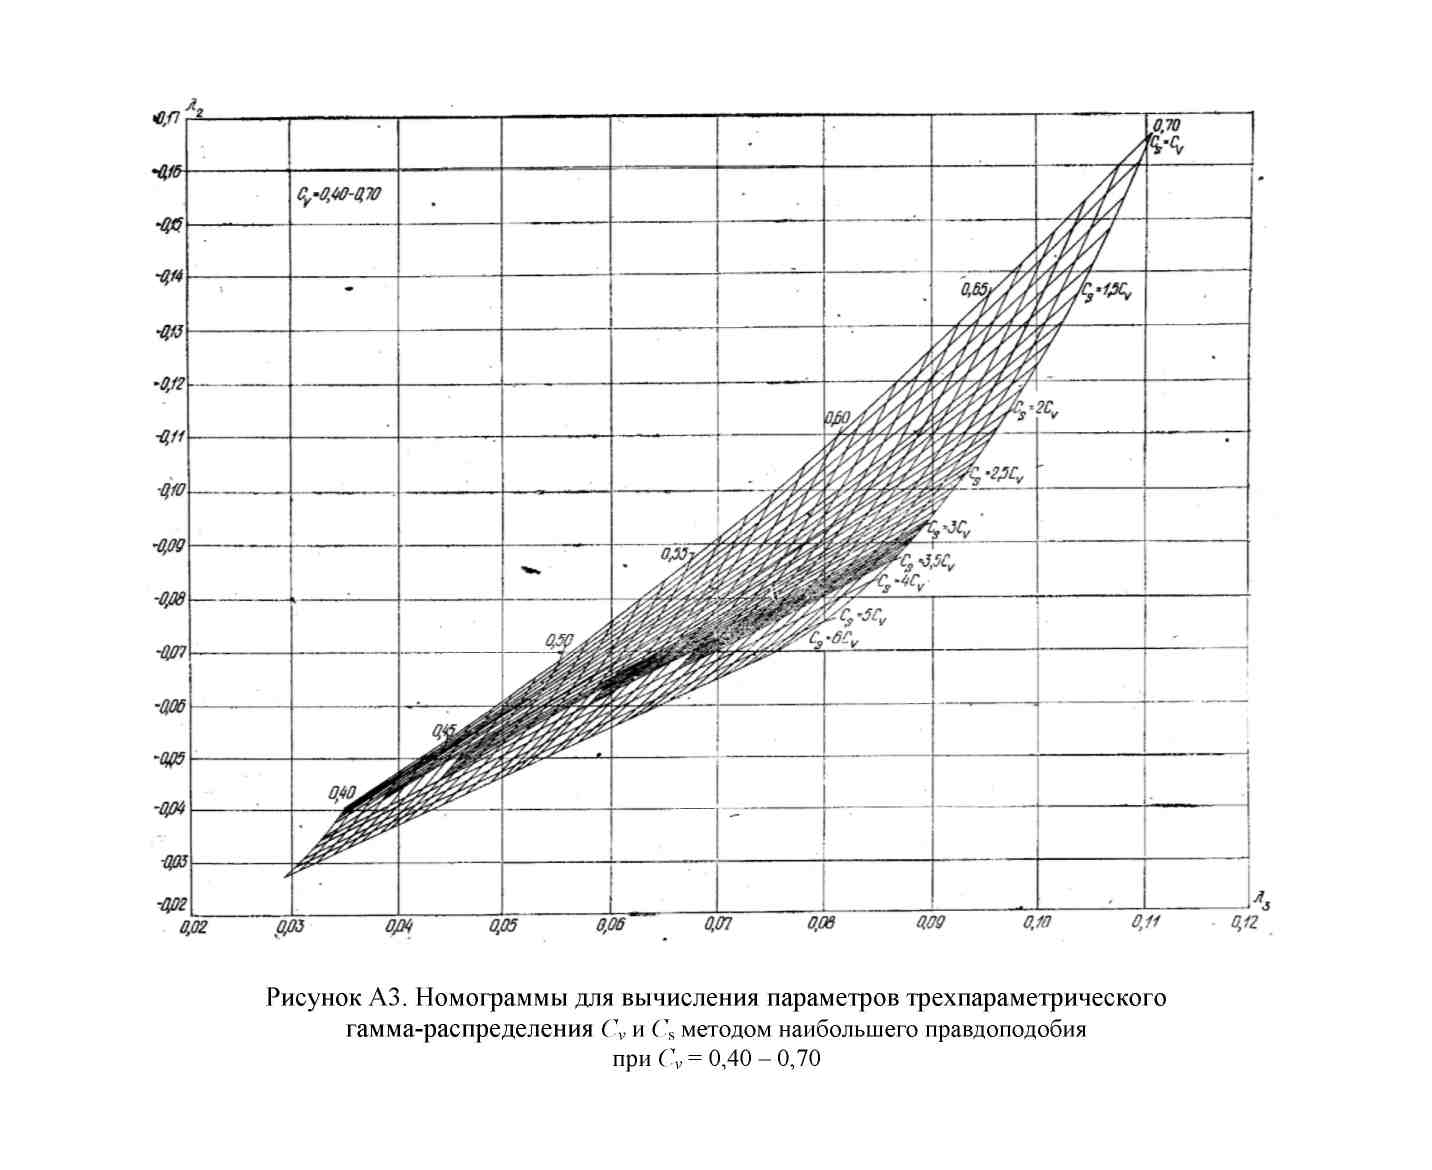 λ₂
-0,17
-0,16
-0,15
-0,14
-0,13
-0,12
-0,11
-0,10
-0,09
-0,08
-0,07
-0,06
-0,05
-0,04
-0,03
-0,02
Cv=0,40-0,70
0,70
Cs=Cv
0,65
Cs=1,5Cv
0,60
Cs=2Cv
Cs=2,5Cv
0,55
Cs=3Cv
Cs=3,5Cv
Cs=4Cv
Cs=5Cv
Cs=6Cv
0,50
0,45
0,40
0,02 0,03 0,04 0,05 0,06 0,07 0,08 0,09 0,10 0,11 0,12
λ₃
Рисунок А3. Номограммы для вычисления параметров трехпараметрического
гамма-распределения Cv и Cs методом наибольшего правдоподобия
при Cv = 0,40 – 0,70